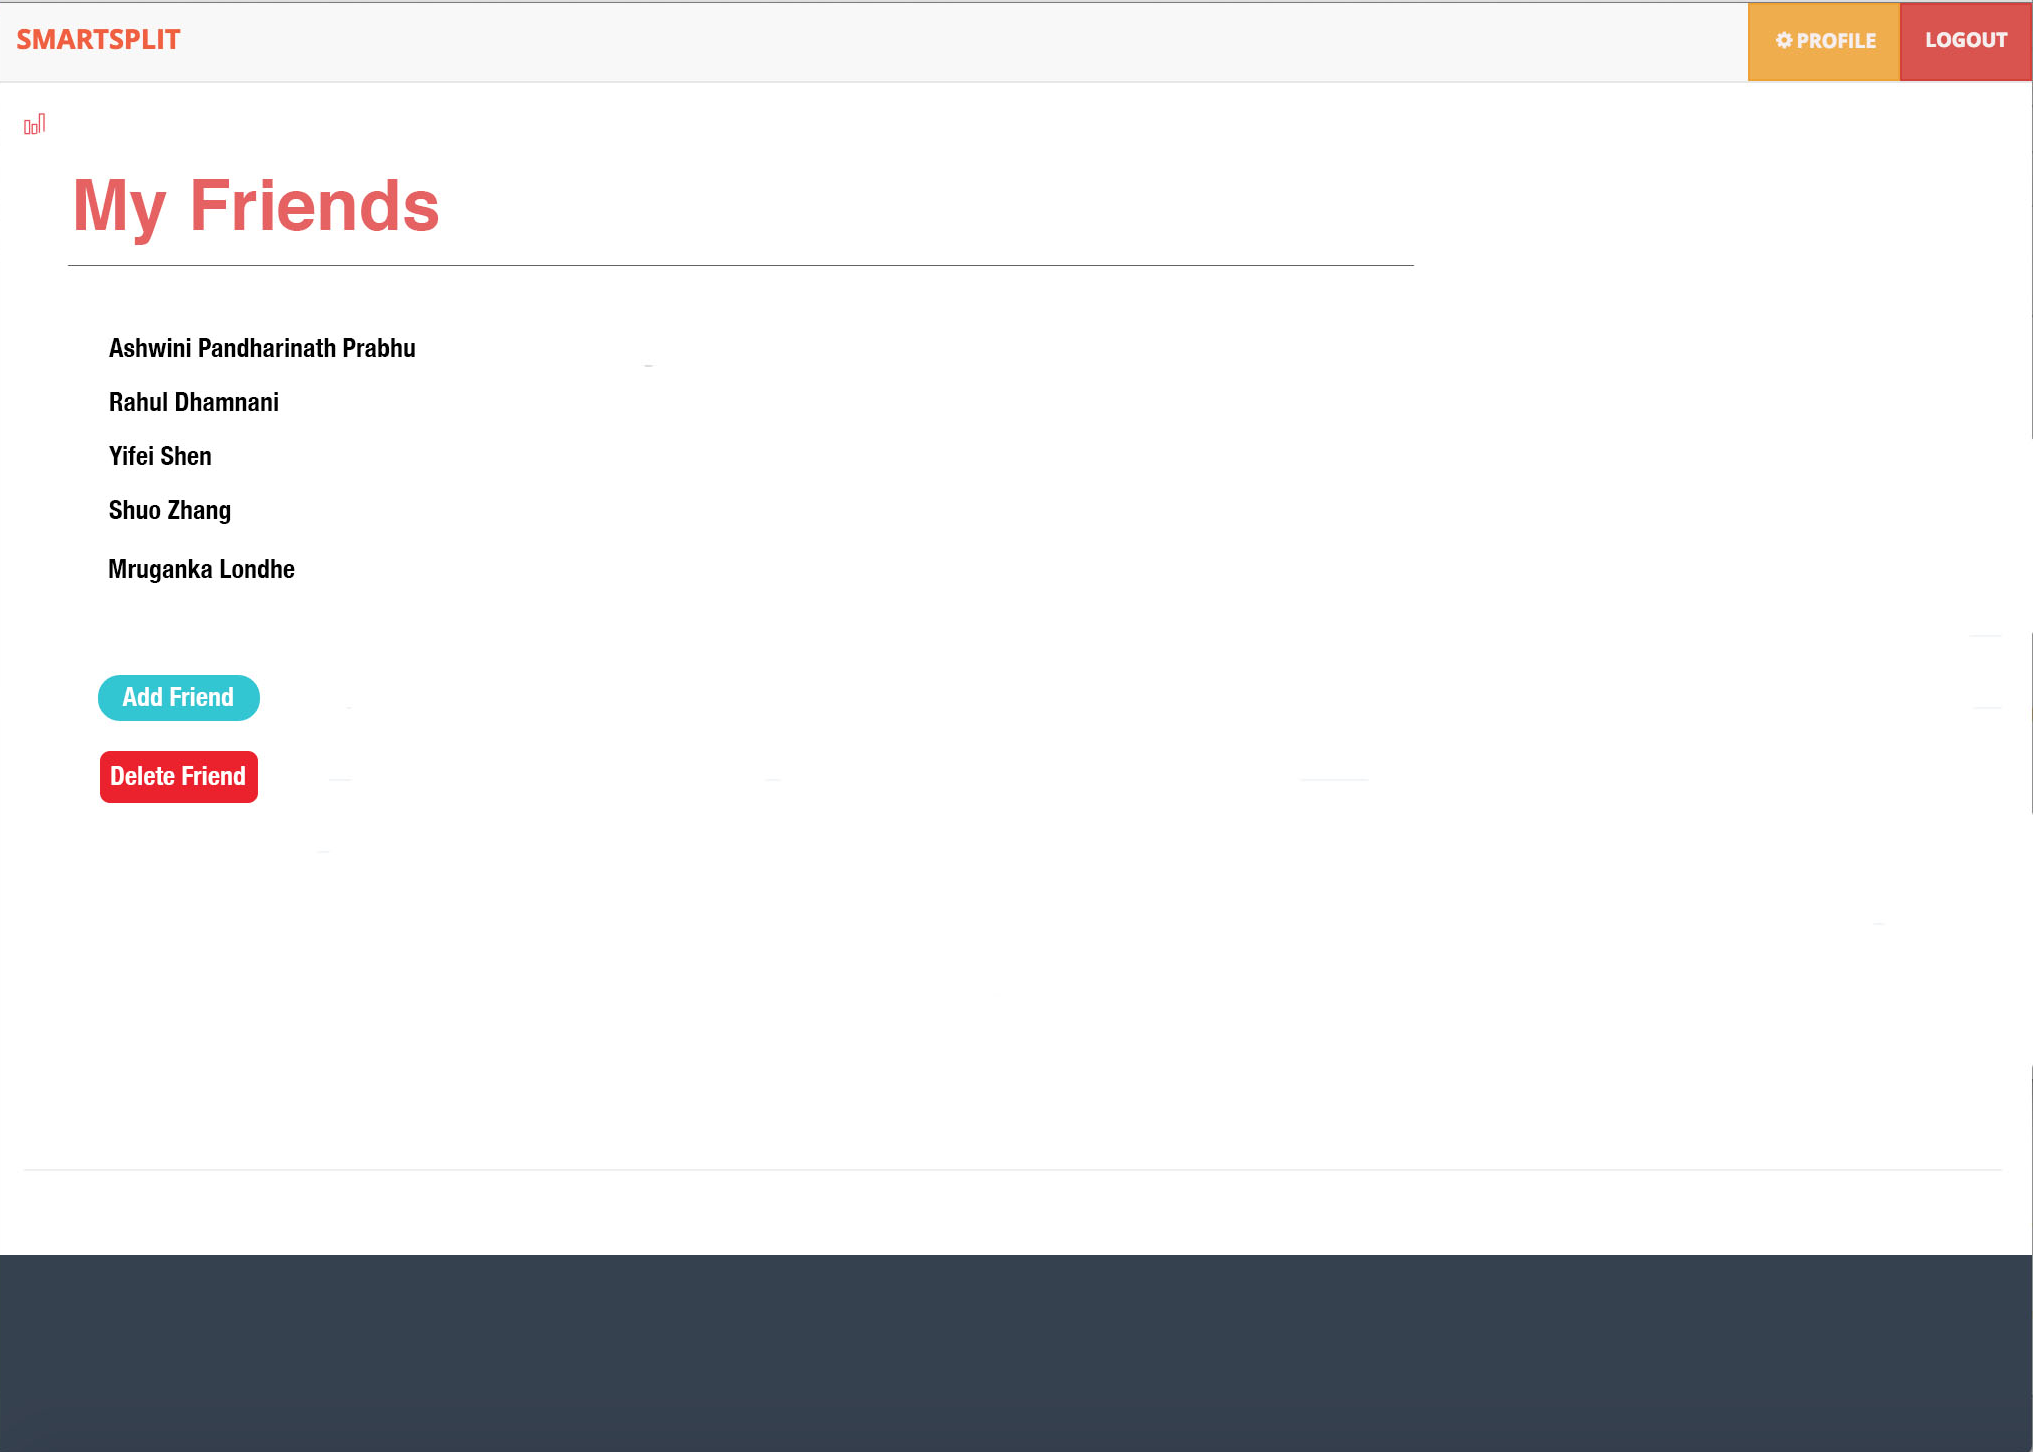 SMARTSPLIT
PROFILE
LOGOUT
My Friends
Ashwini Pandharinath Prabhu
Rahul Dhamnani
Yifei Shen
Shuo Zhang
Mruganka Londhe
Add Friend
Delete Friend